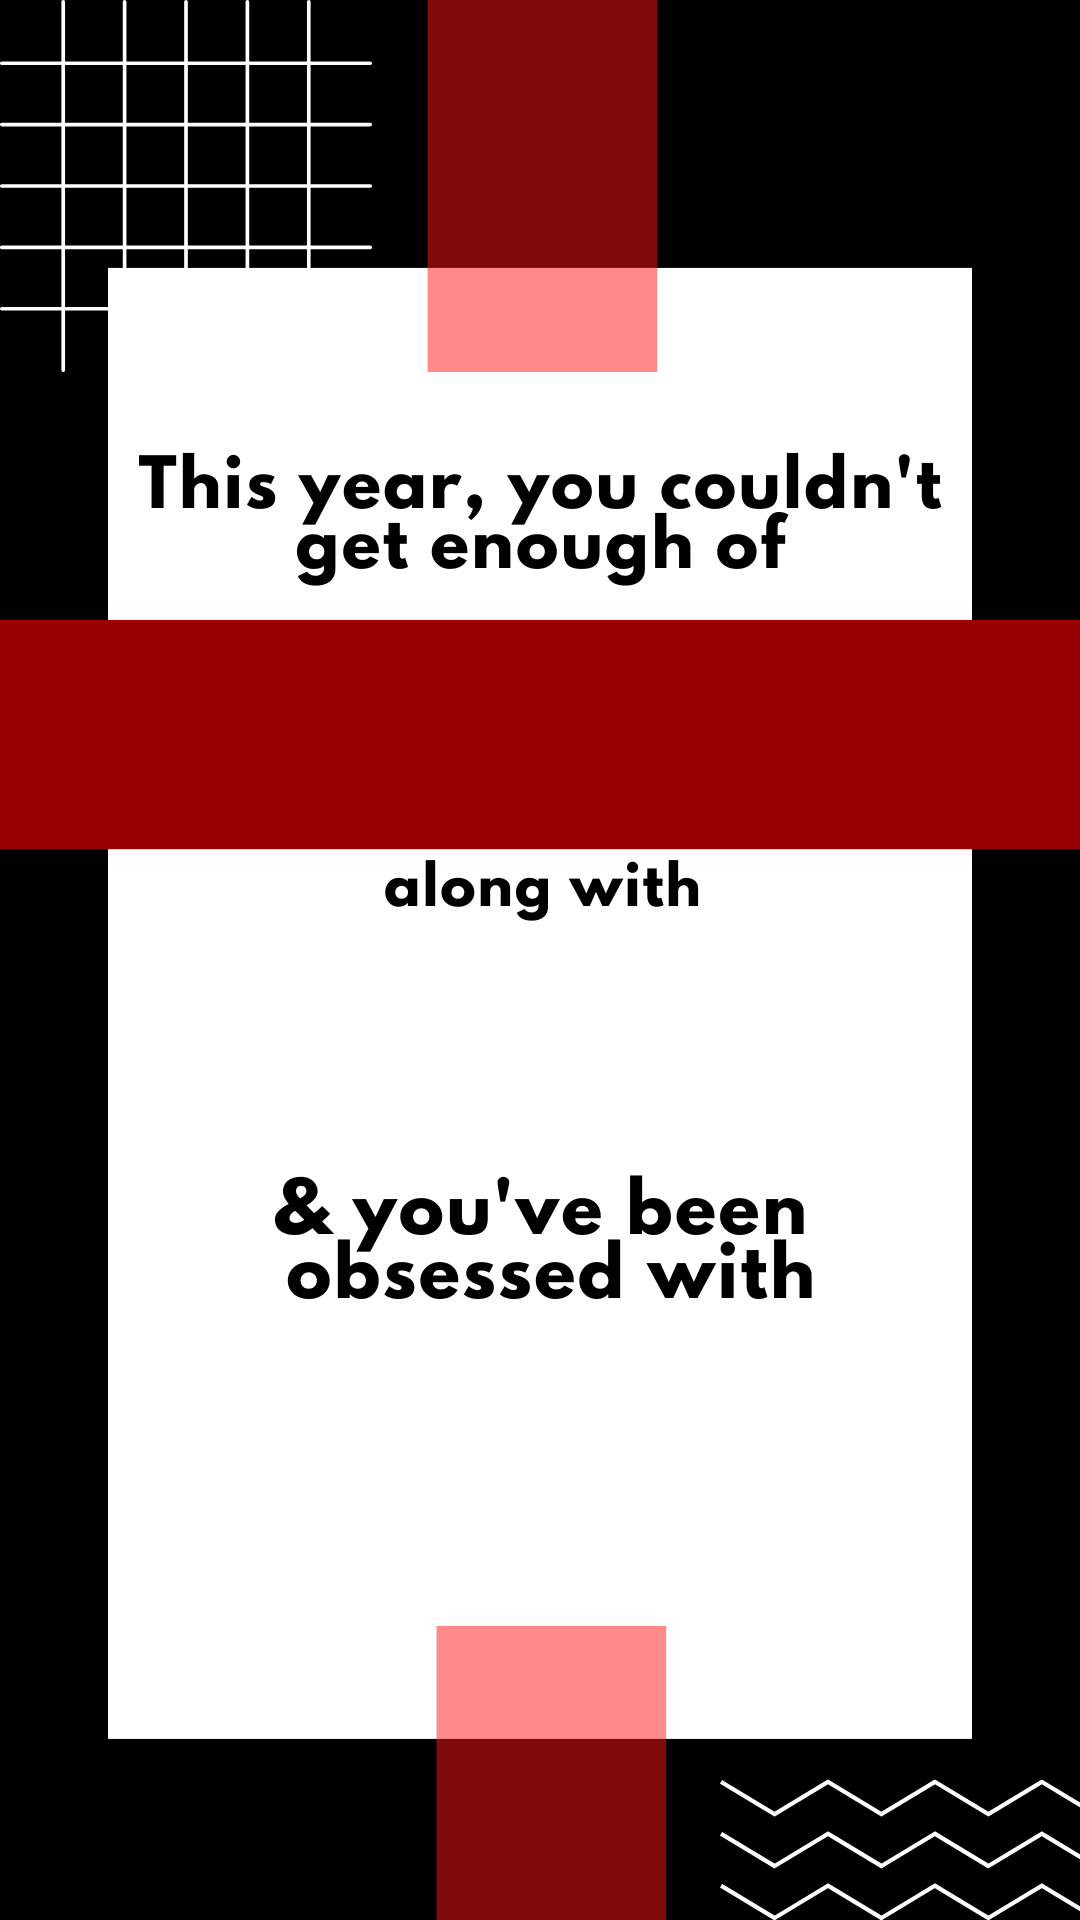 This year, you couldn't
get enough of
along with
& you've been
obsessed with